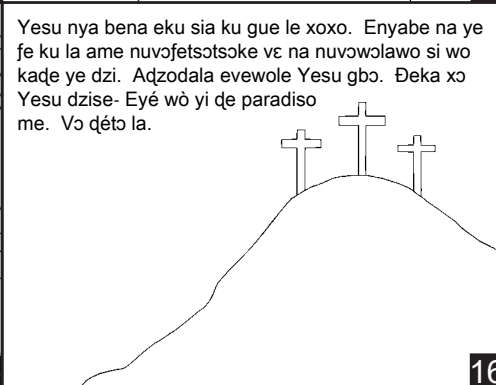 Yesu nya bena eku sia ku gue le xoxo.  Enyabe na ye
ƒe ku la ame nuvɔƒetsɔtsɔke vɛ na nuvɔwɔlawo si wo
kaɖe ye dzi.  Aɖzodala evewole Yesu gbɔ.  Ɖeka xɔ
Yesu dzise- Eyé wò yi ɖe paradiso
me.  Vɔ ɖétɔ la.
16